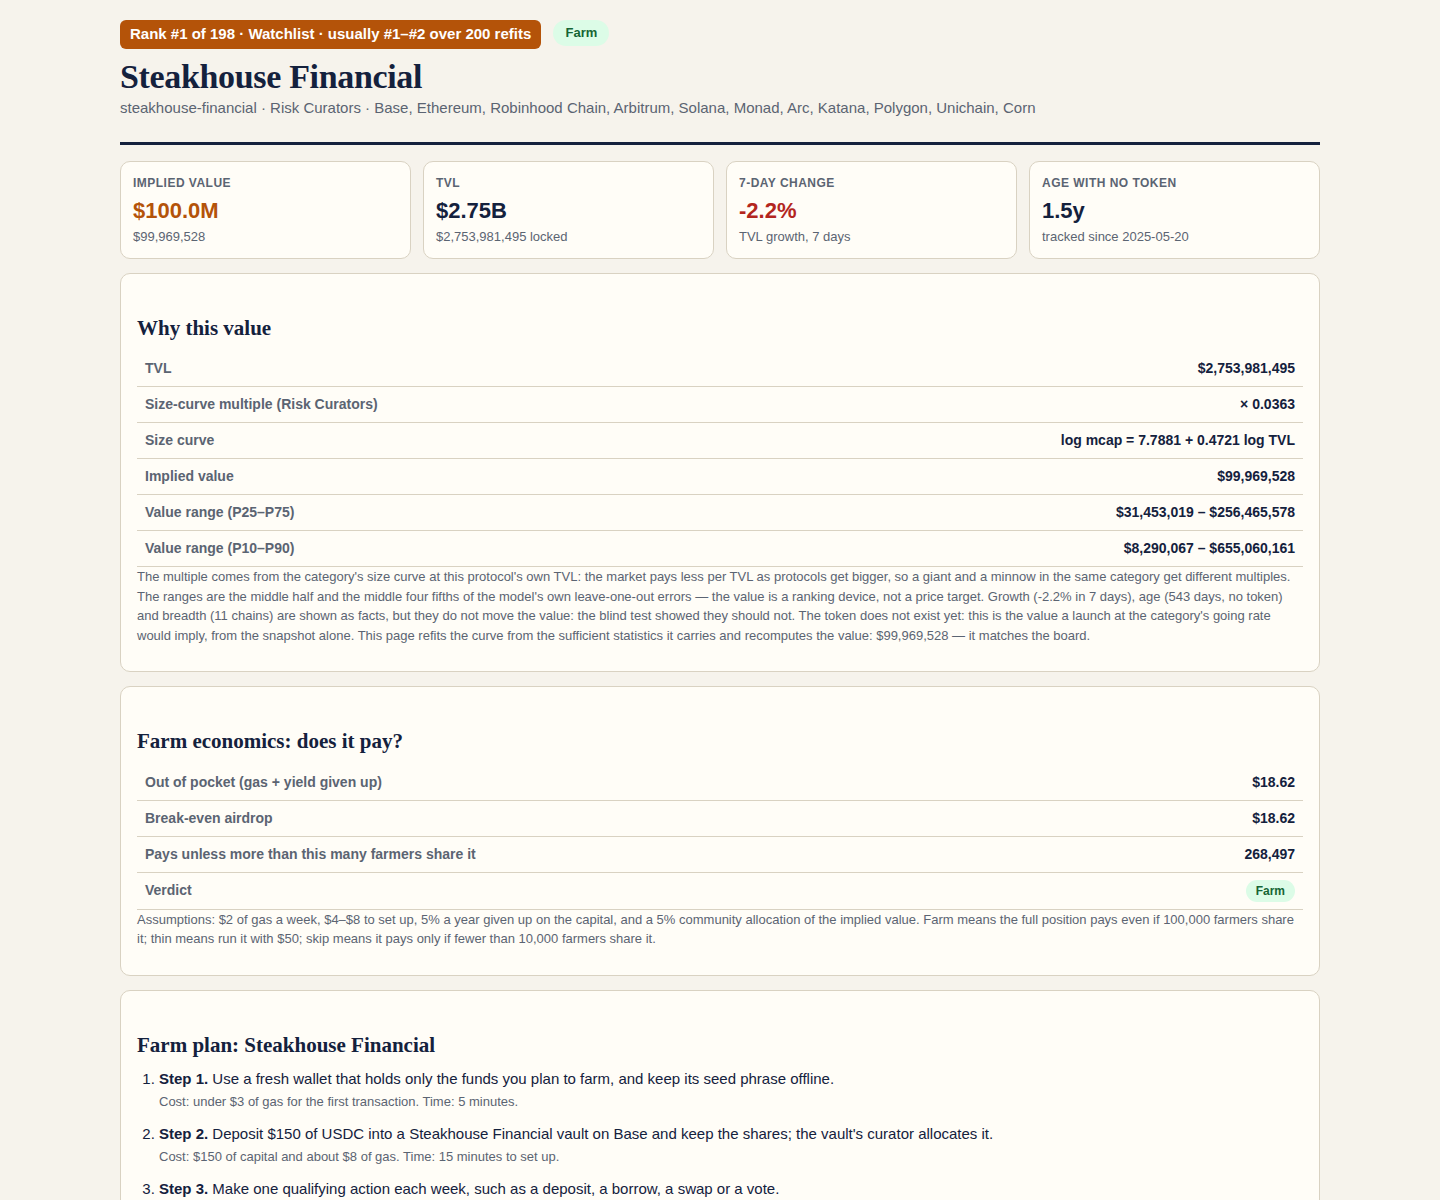 Rank #1 of 198 · Watchlist · usually #1–#2 over 200 refits
Farm
Steakhouse Financial
steakhouse-financial · Risk Curators · Base, Ethereum, Robinhood Chain, Arbitrum, Solana, Monad, Arc, Katana, Polygon, Unichain, Corn
IMPLIED VALUE
$100.0M
$99,969,528
TVL
$2.75B
$2,753,981,495 locked
7-DAY CHANGE
-2.2%
TVL growth, 7 days
AGE WITH NO TOKEN
1.5y
tracked since 2025-05-20
Why this value
TVL $2,753,981,495
Size-curve multiple (Risk Curators) × 0.0363
Size curve log mcap = 7.7881 + 0.4721 log TVL
Implied value $99,969,528
Value range (P25–P75) $31,453,019 – $256,465,578
Value range (P10–P90) $8,290,067 – $655,060,161
The multiple comes from the category's size curve at this protocol's own TVL: the market pays less per TVL as protocols get bigger, so a giant and a minnow in the same category get different multiples.
The ranges are the middle half and the middle four fifths of the model's own leave-one-out errors — the value is a ranking device, not a price target. Growth (-2.2% in 7 days), age (543 days, no token)
and breadth (11 chains) are shown as facts, but they do not move the value: the blind test showed they should not. The token does not exist yet: this is the value a launch at the category's going rate
would imply, from the snapshot alone. This page refits the curve from the sufficient statistics it carries and recomputes the value: $99,969,528 — it matches the board.
Farm economics: does it pay?
Out of pocket (gas + yield given up) $18.62
Break-even airdrop $18.62
Pays unless more than this many farmers share it 268,497
Verdict Farm
Assumptions: $2 of gas a week, $4–$8 to set up, 5% a year given up on the capital, and a 5% community allocation of the implied value. Farm means the full position pays even if 100,000 farmers share
it; thin means run it with $50; skip means it pays only if fewer than 10,000 farmers share it.
Farm plan: Steakhouse Financial
1. Step 1. Use a fresh wallet that holds only the funds you plan to farm, and keep its seed phrase offline.
Cost: under $3 of gas for the first transaction. Time: 5 minutes.
2. Step 2. Deposit $150 of USDC into a Steakhouse Financial vault on Base and keep the shares; the vault's curator allocates it.
Cost: $150 of capital and about $8 of gas. Time: 15 minutes to set up.
3. Step 3. Make one qualifying action each week, such as a deposit, a borrow, a swap or a vote.